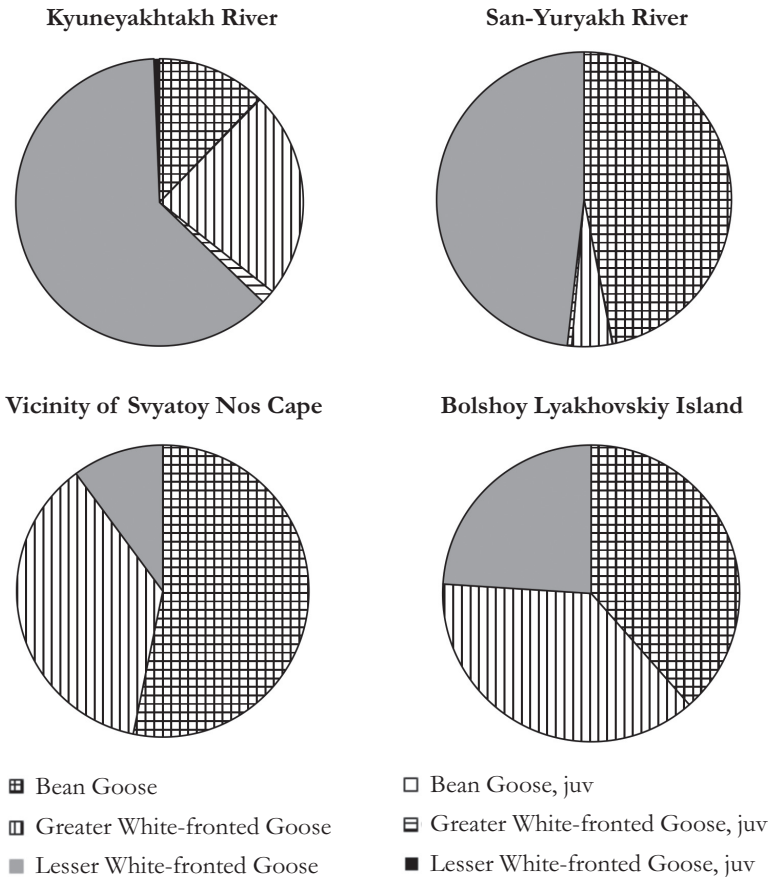 Kyuneyakhtakh River
San-Yuryakh River
Vicinity of Svyatoy Nos Cape
Bolshoy Lyakhovskiy Island
Bean Goose
Greater White-fronted Goose
Lesser White-fronted Goose
Bean Goose, juv
Greater White-fronted Goose, juv
Lesser White-fronted Goose, juv